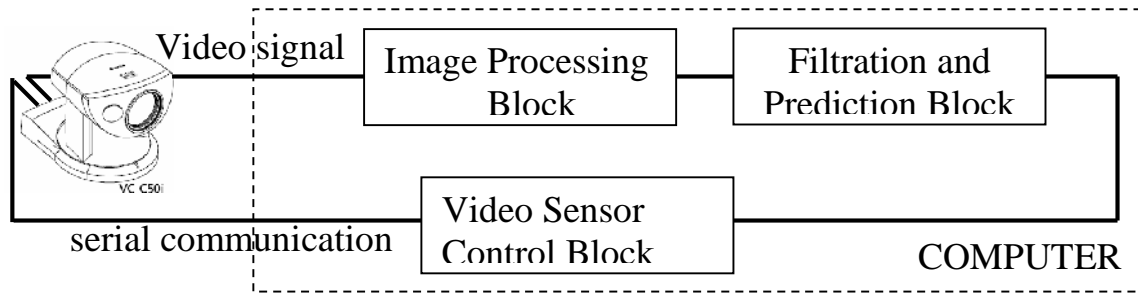 Video signal
Image Processing
Block
Filtration and
Prediction Block
VC C50i
Video Sensor
Control Block
serial communication
COMPUTER